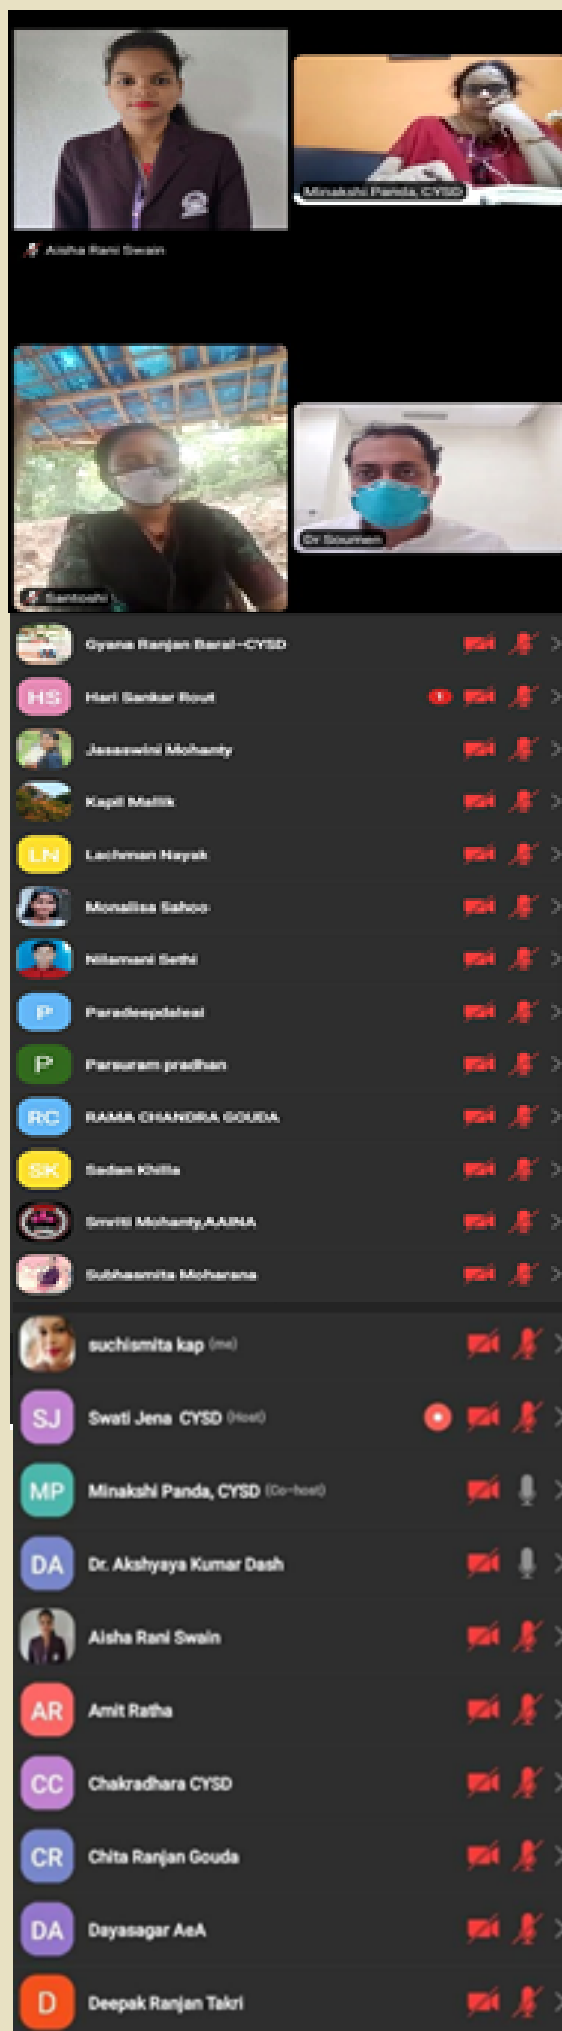 Aisha Rani Swain
Minakshi Panda, CYSD
Santoshi
Dr Soumen
Gyana Ranjan Baral-CYSD
HS Hari Sankar Rout
Jasaswini Mohanty
Kapil Mallik
LN Lachman Nayak
Monalisa Sahoo
Nilamani Sethi
P Paradeepdaleai
P Parsuram pradhan
RC RAMA CHANDRA GOUDA
SK Sadan Khilla
Smriti Mohanty,AAINA
Subhasmita Moharana
suchismita kap (me)
SJ Swati Jena CYSD (Host)
MP Minakshi Panda, CYSD (Co-host)
DA Dr. Akshyaya Kumar Dash
Aisha Rani Swain
AR Amit Ratha
CC Chakradhara CYSD
CR Chita Ranjan Gouda
DA Dayasagar AeA
D Deepak Ranjan Takri